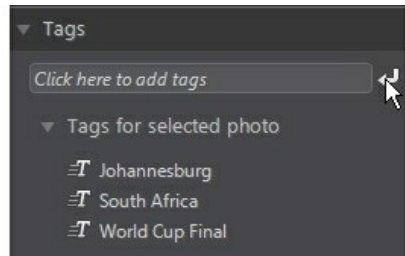 Tags
Click here to add tags
Tags for selected photo
Johannesburg
South Africa
World Cup Final